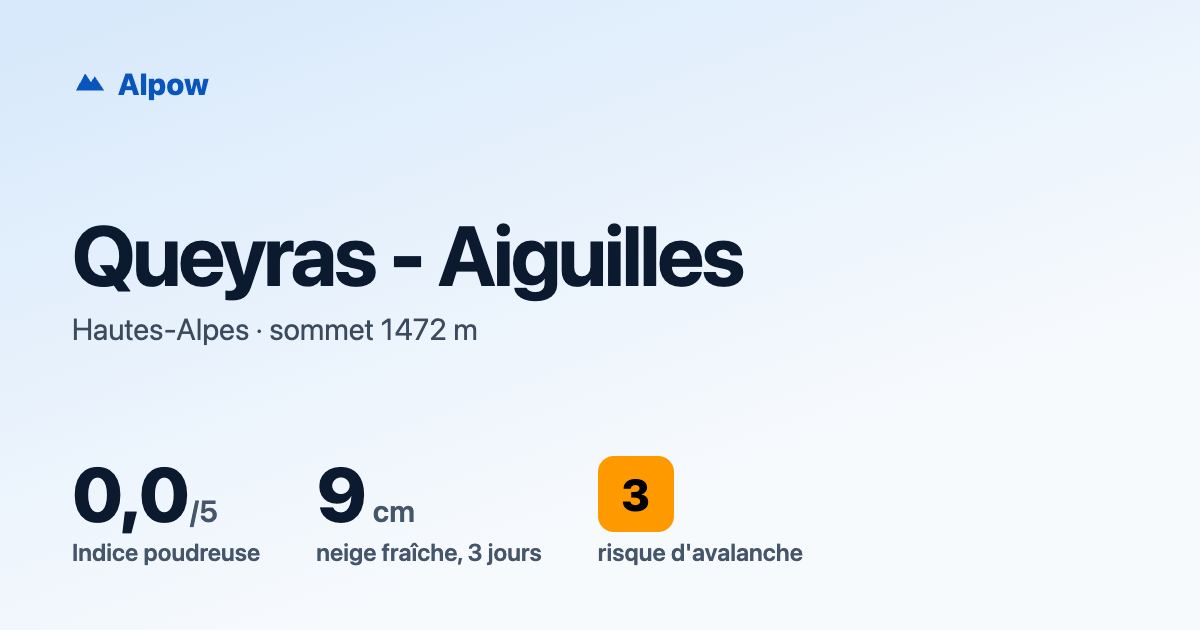 Alpow
Queyras - Aiguilles
Hautes-Alpes · sommet 1472 m
0,0/5
Indice poudreuse
9 cm
neige fraîche, 3 jours
3
risque d'avalanche